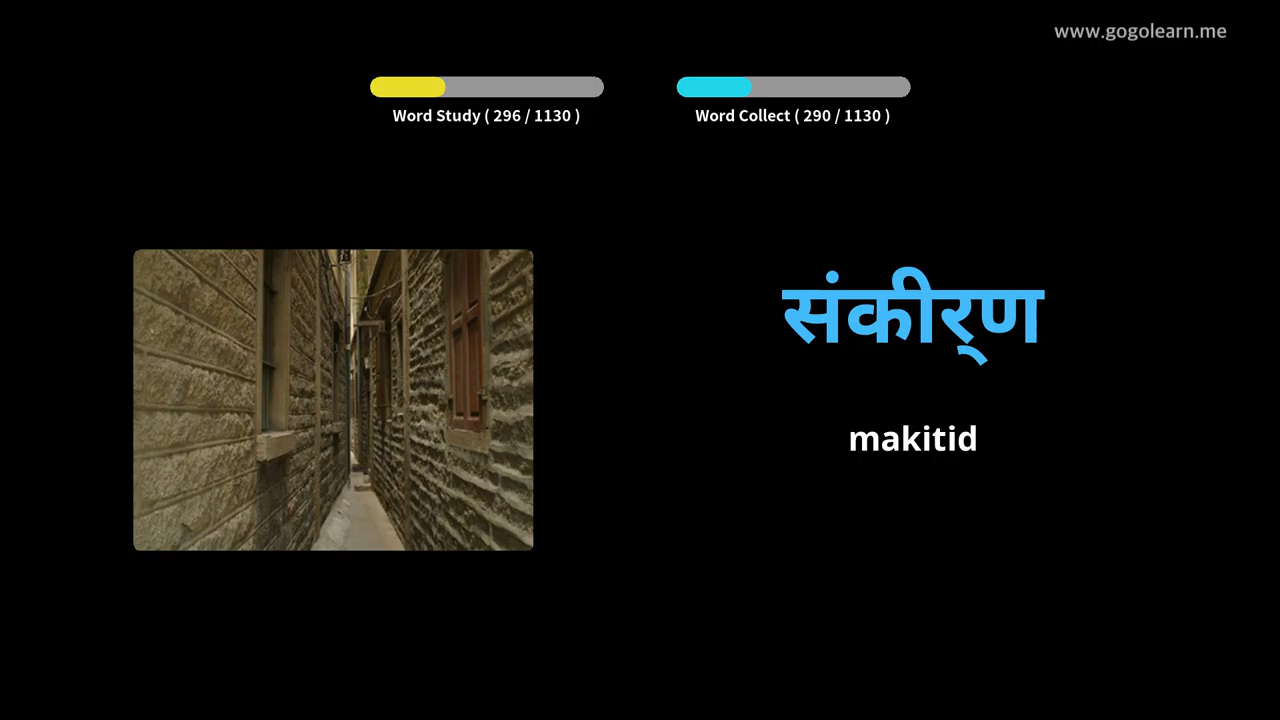 www.gogolearn.me
Word Study ( 296 / 1130 )
Word Collect ( 290 / 1130 )
संकीर्‌ण
makitid